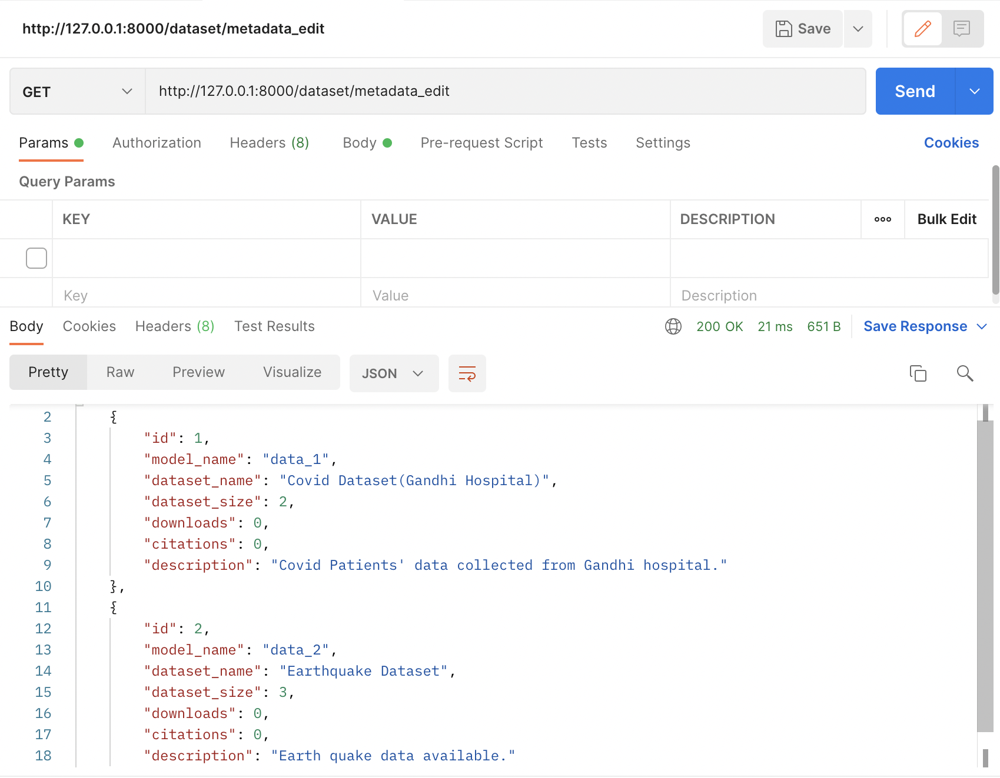 http://127.0.0.1:8000/dataset/metadata_edit
Save
GET
http://127.0.0.1:8000/dataset/metadata_edit
Send
Params
Authorization
Headers (8)
Body
Pre-request Script
Tests
Settings
Cookies
Query Params
KEY
VALUE
DESCRIPTION
Bulk Edit
Key
Value
Description
Body
Cookies
Headers (8)
Test Results
200 OK
21 ms
651 B
Save Response
Pretty
Raw
Preview
Visualize
JSON
2 {
3 "id": 1,
4 "model_name": "data_1",
5 "dataset_name": "Covid Dataset(Gandhi Hospital)",
6 "dataset_size": 2,
7 "downloads": 0,
8 "citations": 0,
9 "description": "Covid Patients' data collected from Gandhi hospital."
10 },
11 {
12 "id": 2,
13 "model_name": "data_2",
14 "dataset_name": "Earthquake Dataset",
15 "dataset_size": 3,
16 "downloads": 0,
17 "citations": 0,
18 "description": "Earth quake data available."